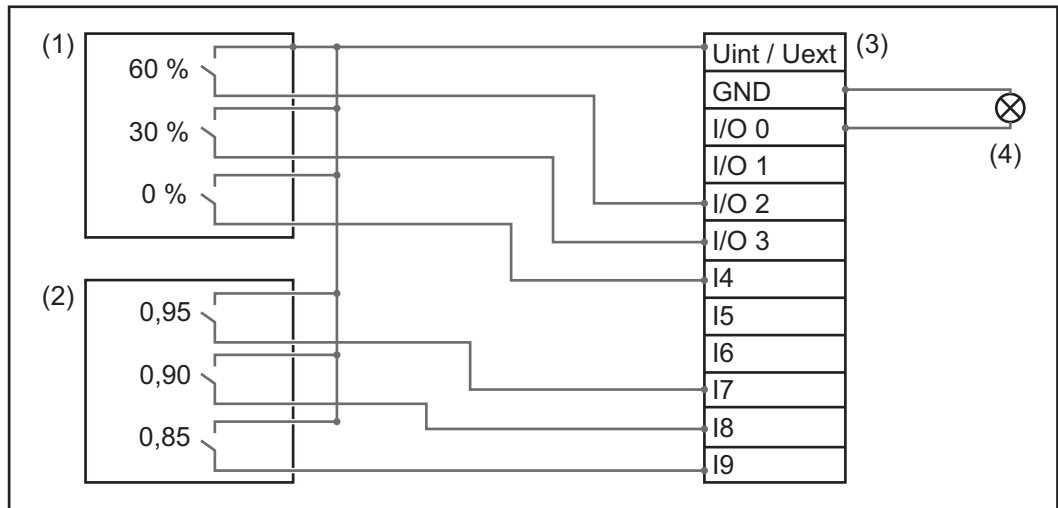 (1)
60 %
30 %
0 %
(2)
0,95
0,90
0,85
(3)
Uint / Uext
GND
I/O 0
I/O 1
I/O 2
I/O 3
I4
I5
I6
I7
I8
I9
(4)